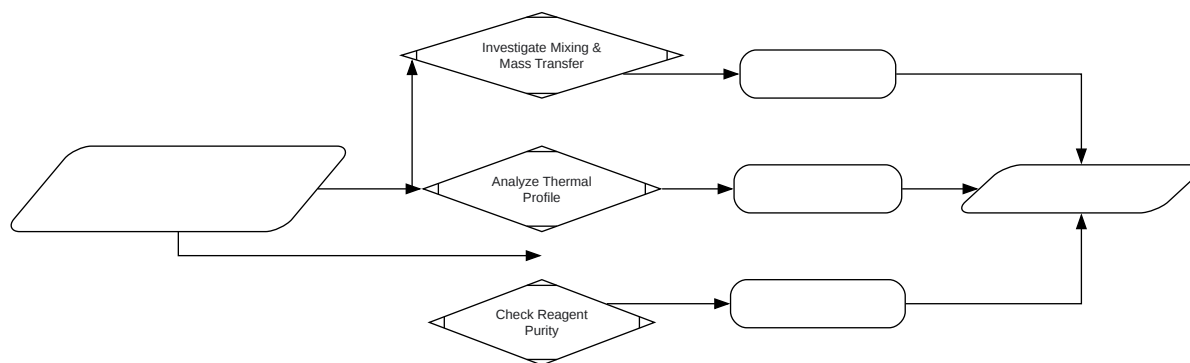 Investigate Mixing &
Mass Transfer
Analyze Thermal
Profile
Check Reagent
Purity